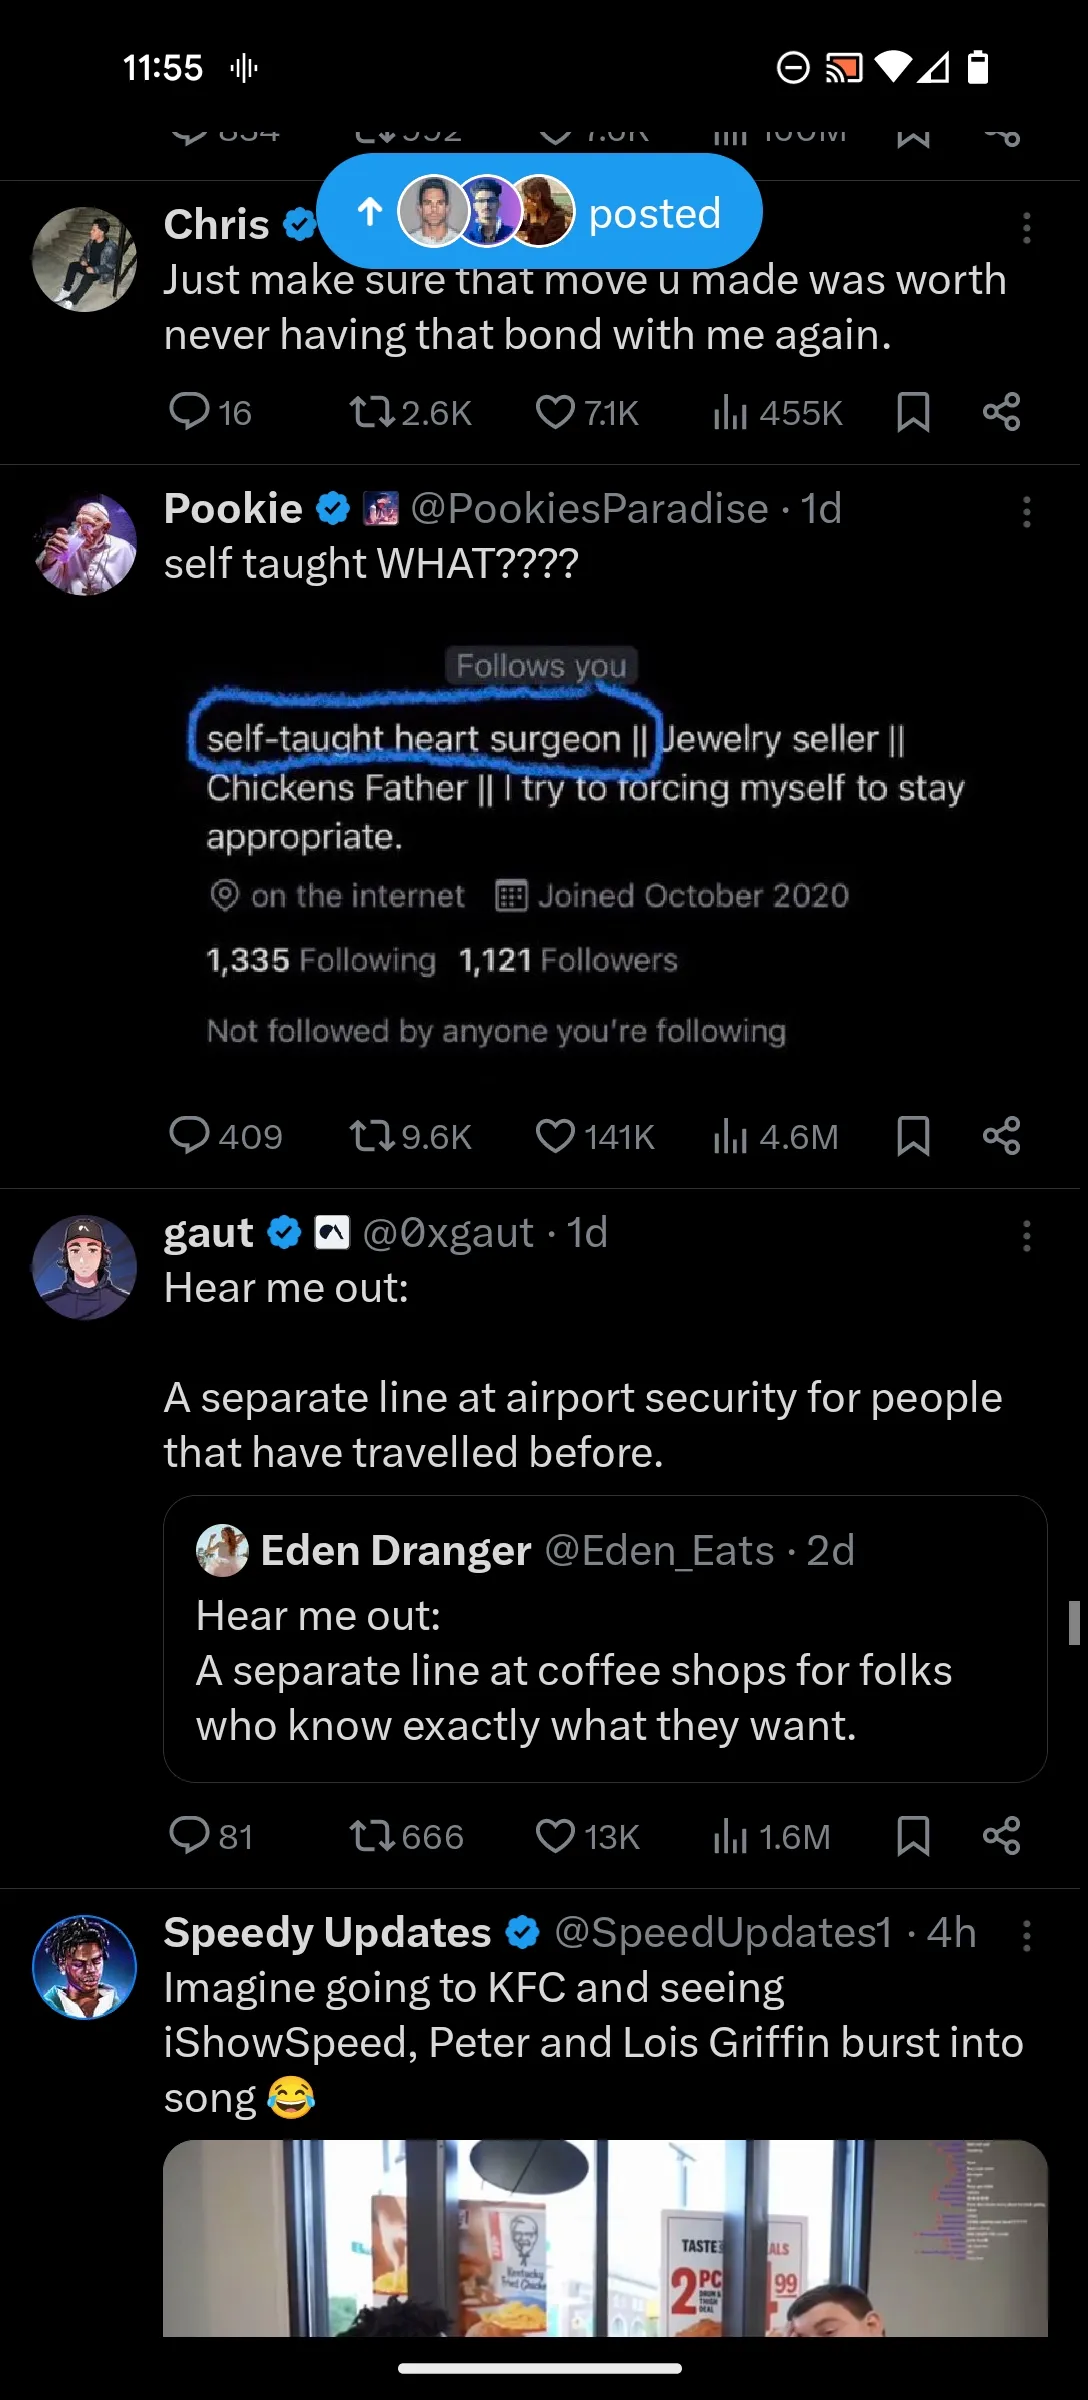 11:55
posted
Chris
Just make sure that move u made was worth
never having that bond with me again.
16 2.6K 7.1K 455K
Pookie @PookiesParadise · 1d
self taught WHAT????
Follows you
self-taught heart surgeon || Jewelry seller ||
Chickens Father || I try to forcing myself to stay
appropriate.
on the internet Joined October 2020
1,335 Following 1,121 Followers
Not followed by anyone you're following
409 9.6K 141K 4.6M
gaut @0xgaut · 1d
Hear me out:
A separate line at airport security for people
that have travelled before.
Eden Dranger @Eden_Eats · 2d
Hear me out:
A separate line at coffee shops for folks
who know exactly what they want.
81 666 13K 1.6M
Speedy Updates @SpeedUpdates1 · 4h
Imagine going to KFC and seeing
iShowSpeed, Peter and Lois Griffin burst into
song 😂
Kentucky
Fried
TASTE
2 PC
DRUM &
THIGH
DEAL
99